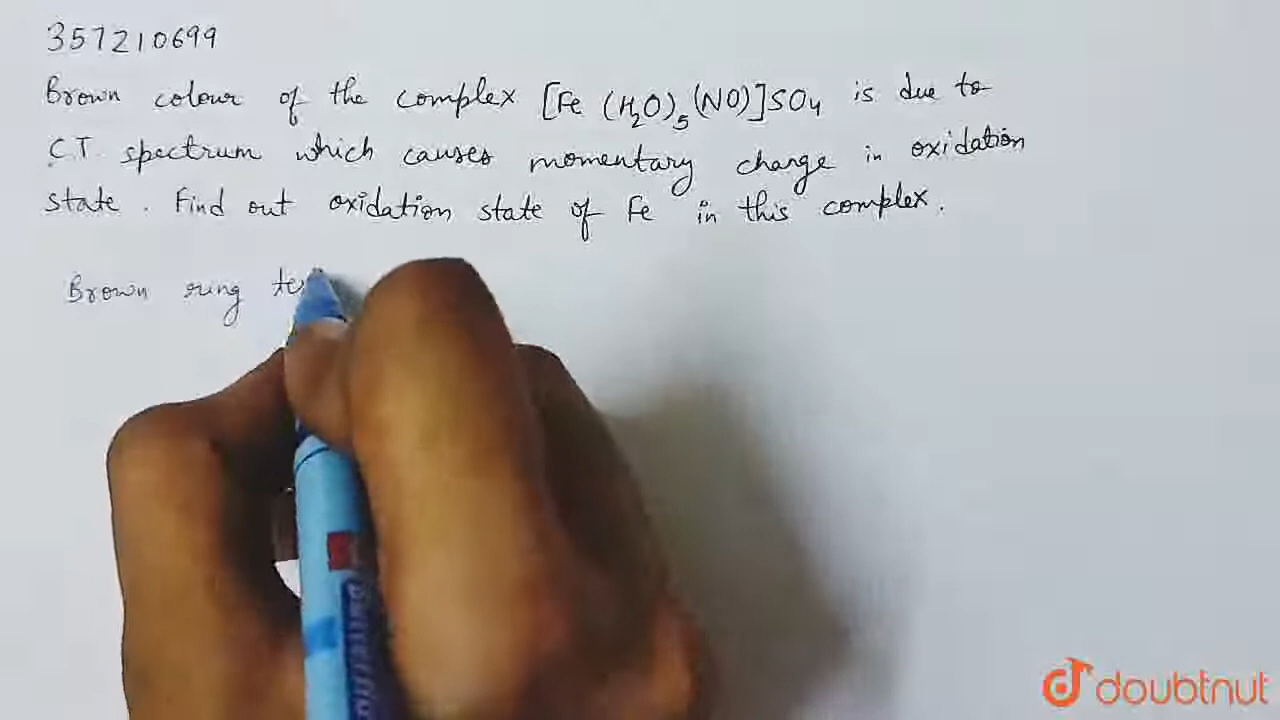 357210699
Brown colour of the complex [Fe (H₂O)₅(NO)]SO₄ is due to
C.T. spectrum which causes momentary change in oxidation
state. Find out oxidation state of Fe in this complex.
Brown ring
doubtnut